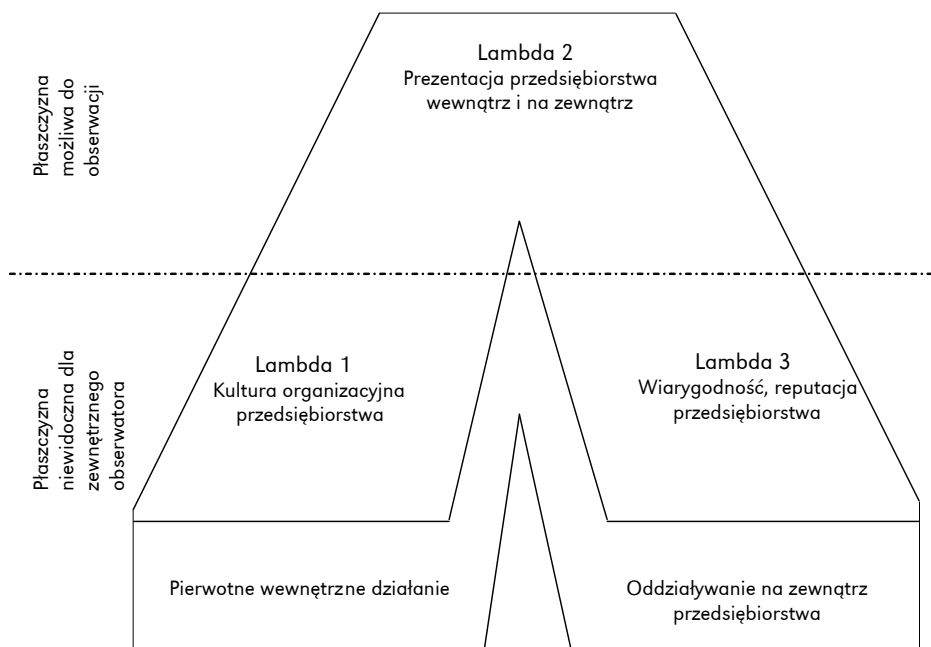 Płaszczyzna
możliwa do
obserwacji
Lambda 2
Prezentacja przedsiębiorstwa
wewnątrz i na zewnątrz
Płaszczyzna
niewidoczna dla
zewnętrznego
obserwatora
Lambda 1
Kultura organizacyjna
przedsiębiorstwa
Lambda 3
Wiarygodność, reputacja
przedsiębiorstwa
Pierwotne wewnętrzne działanie
Oddziaływanie na zewnątrz
przedsiębiorstwa